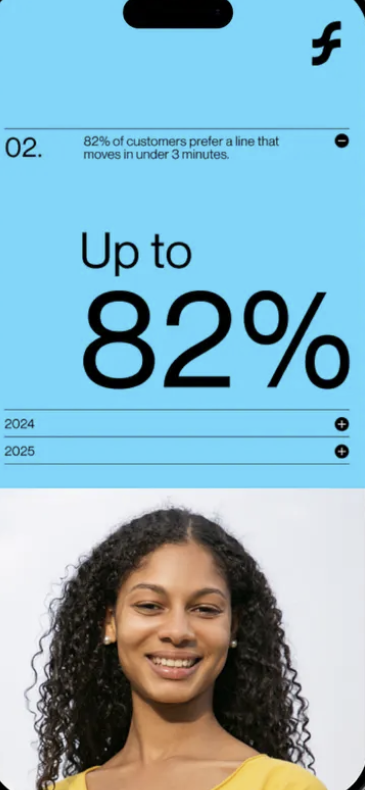 02.
82% of customers prefer a line that
moves in under 3 minutes.
Up to
82%
2024
2025